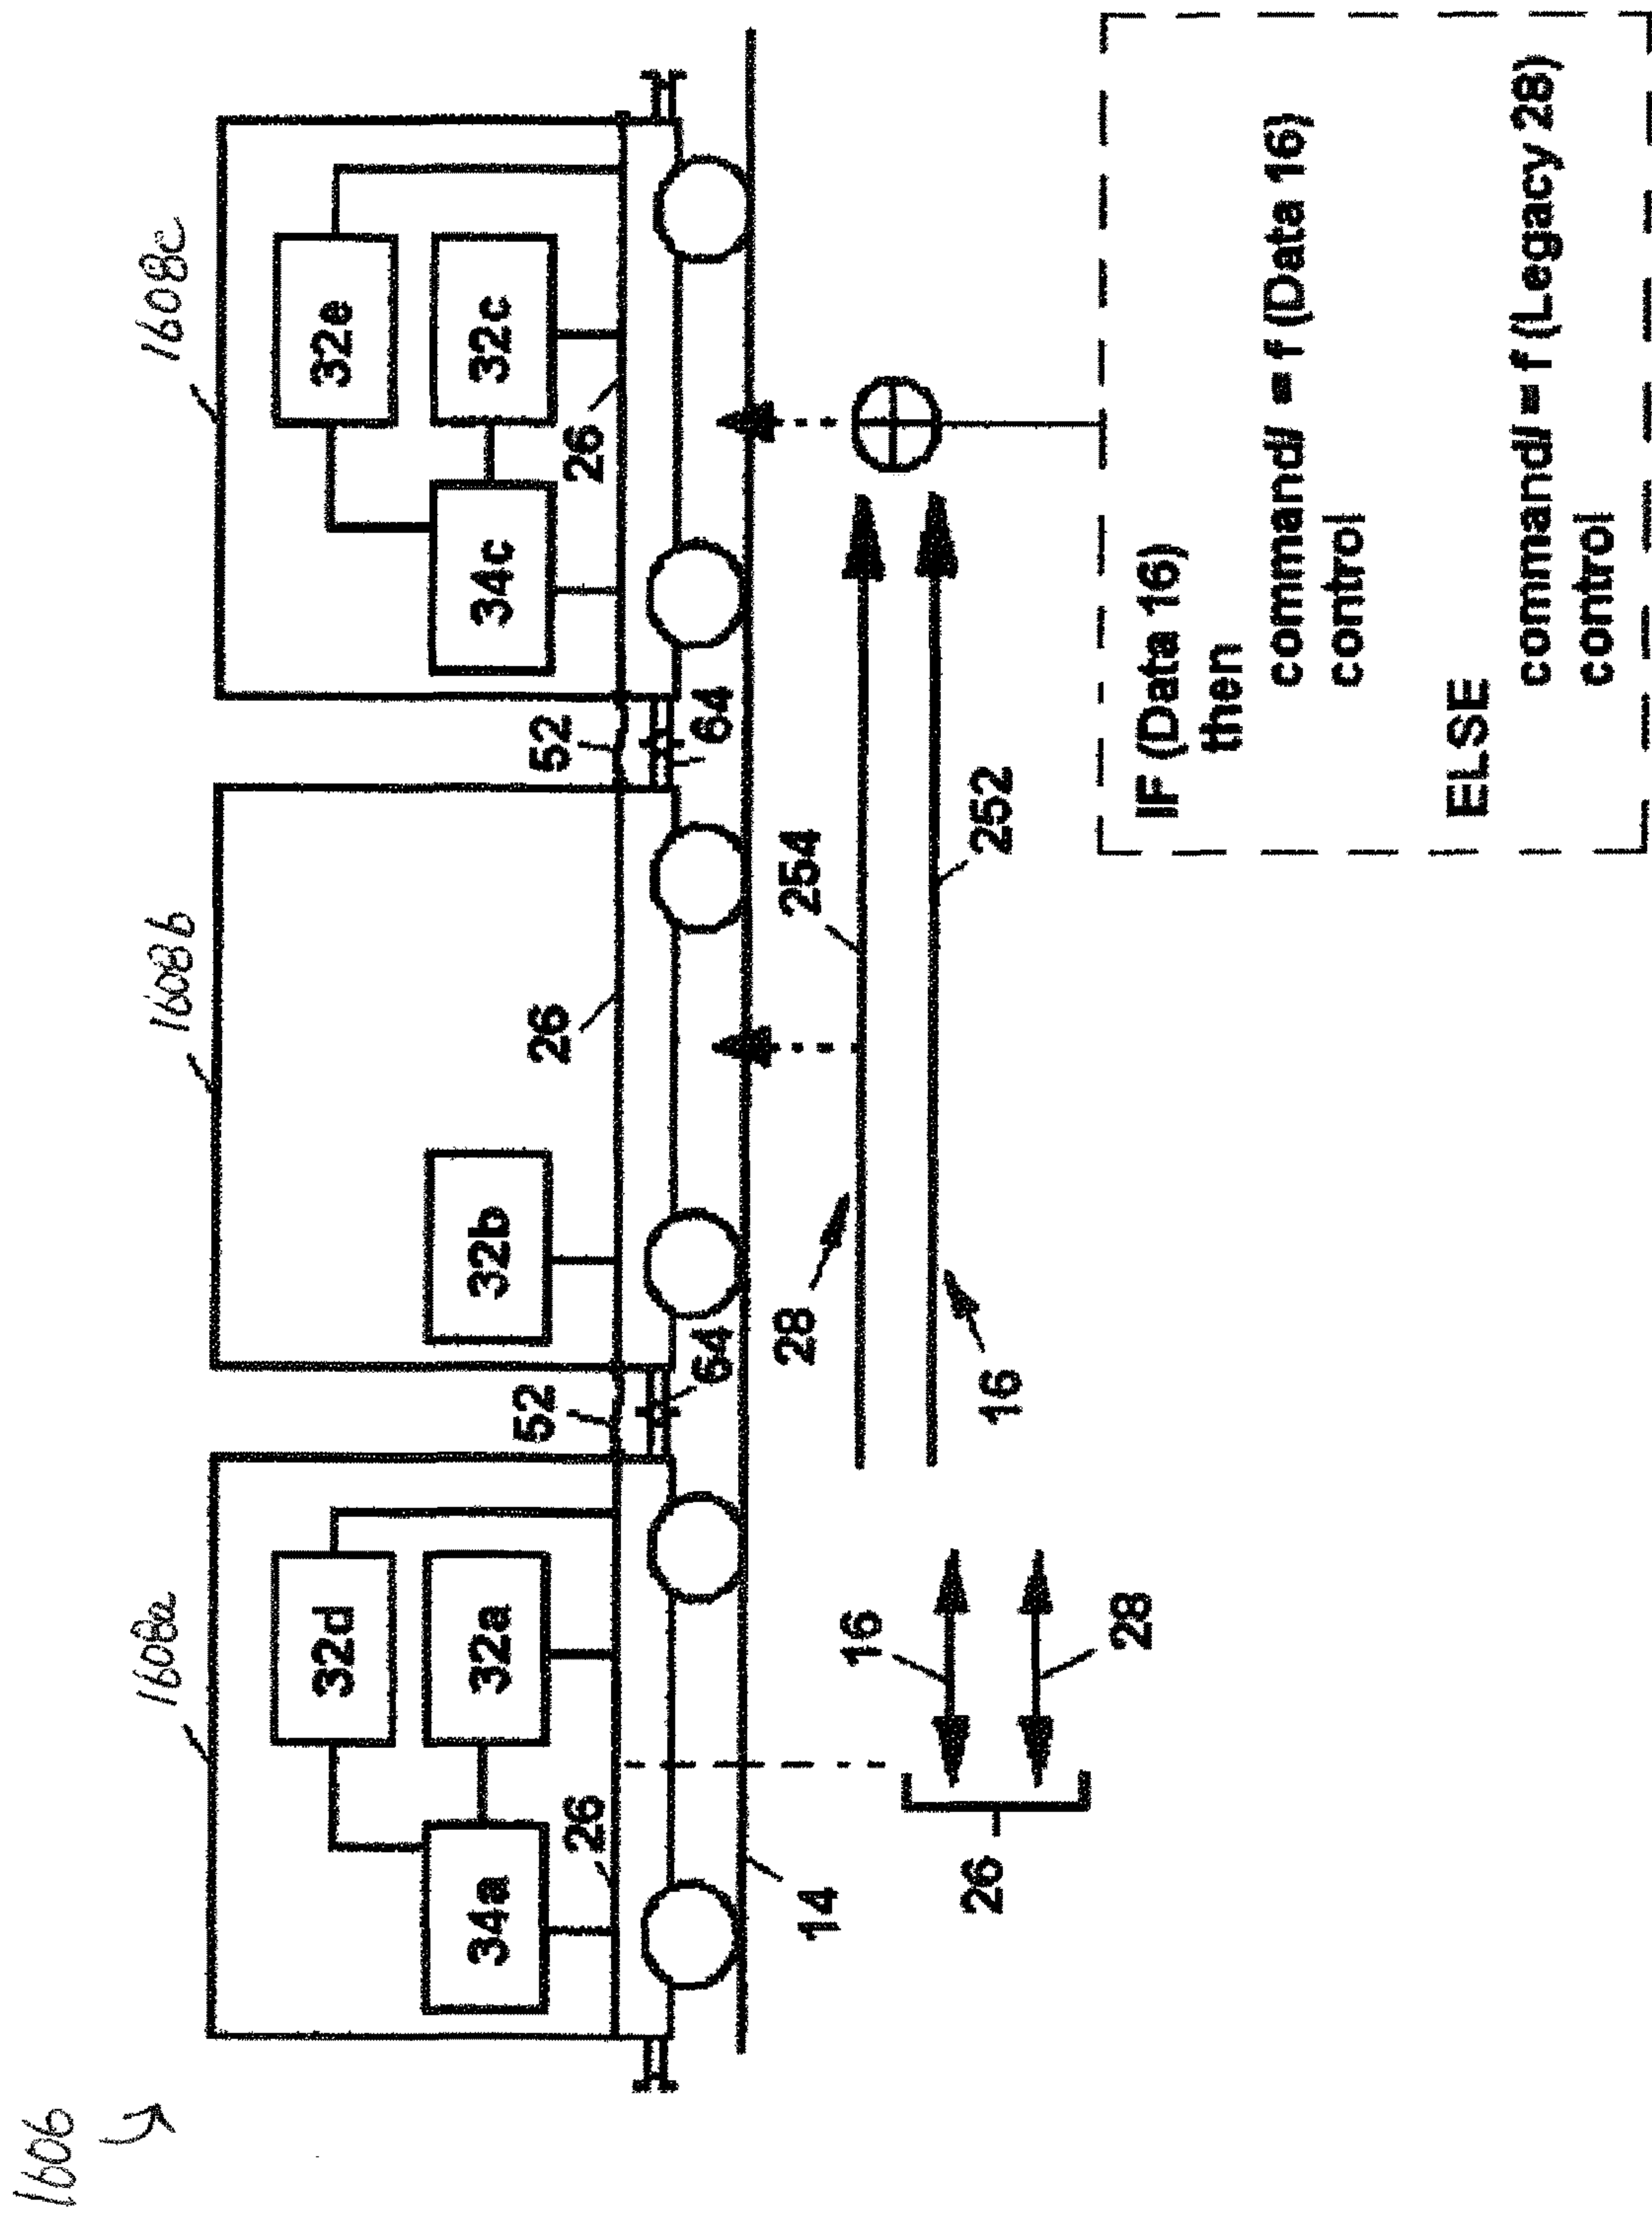 1606
1608a
1608b
1608c
32d
32e
34a
32a
32b
34c
32c
26
52
26
52
26
64
64
14
28
254
16
252
26
16
28
IF (Data 16)
then
command/ = f (Data 16)
control
ELSE
command/ = f (Legacy 28)
control